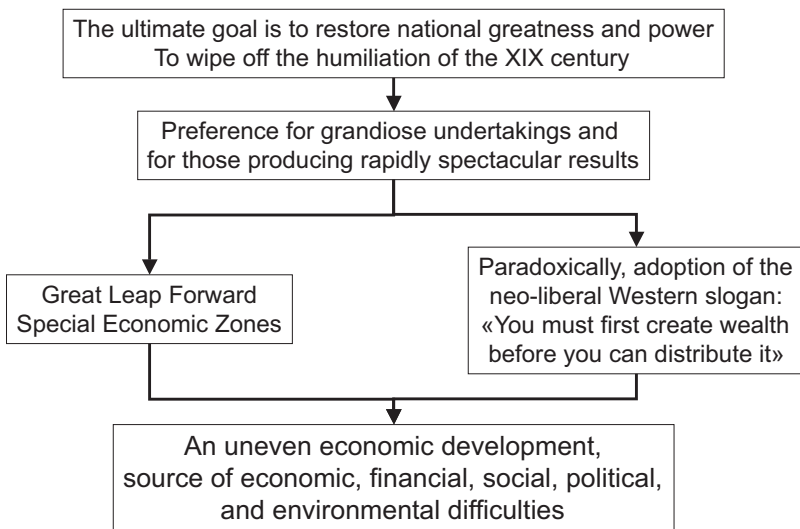 The ultimate goal is to restore national greatness and power
To wipe off the humiliation of the XIX century
Preference for grandiose undertakings and
for those producing rapidly spectacular results
Great Leap Forward
Special Economic Zones
Paradoxically, adoption of the
neo-liberal Western slogan:
«You must first create wealth
before you can distribute it»
An uneven economic development,
source of economic, financial, social, political,
and environmental difficulties